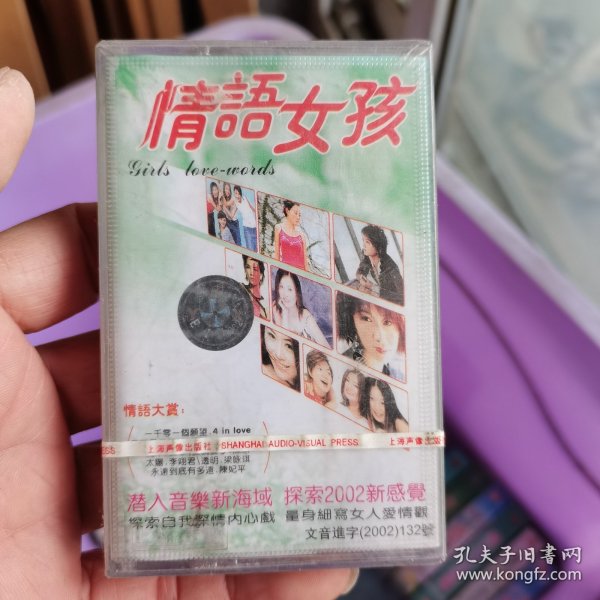 情語女孩
Girls love-words
情語大賞:
一千零一個願望. 4 in love
ESS 上海声像出版社 SHANGHAI AUDIO-VISUAL PRESS 上海声像出版
太
李翊君\透明.梁詠琪
永遠到底有多遠.陳妃平
潛入音樂新海域 探索2002新感覺
探索自我深情內心戲 量身細寫女人愛情觀
文音進字(2002)132號
孔夫子旧书网
www.kongfz.com